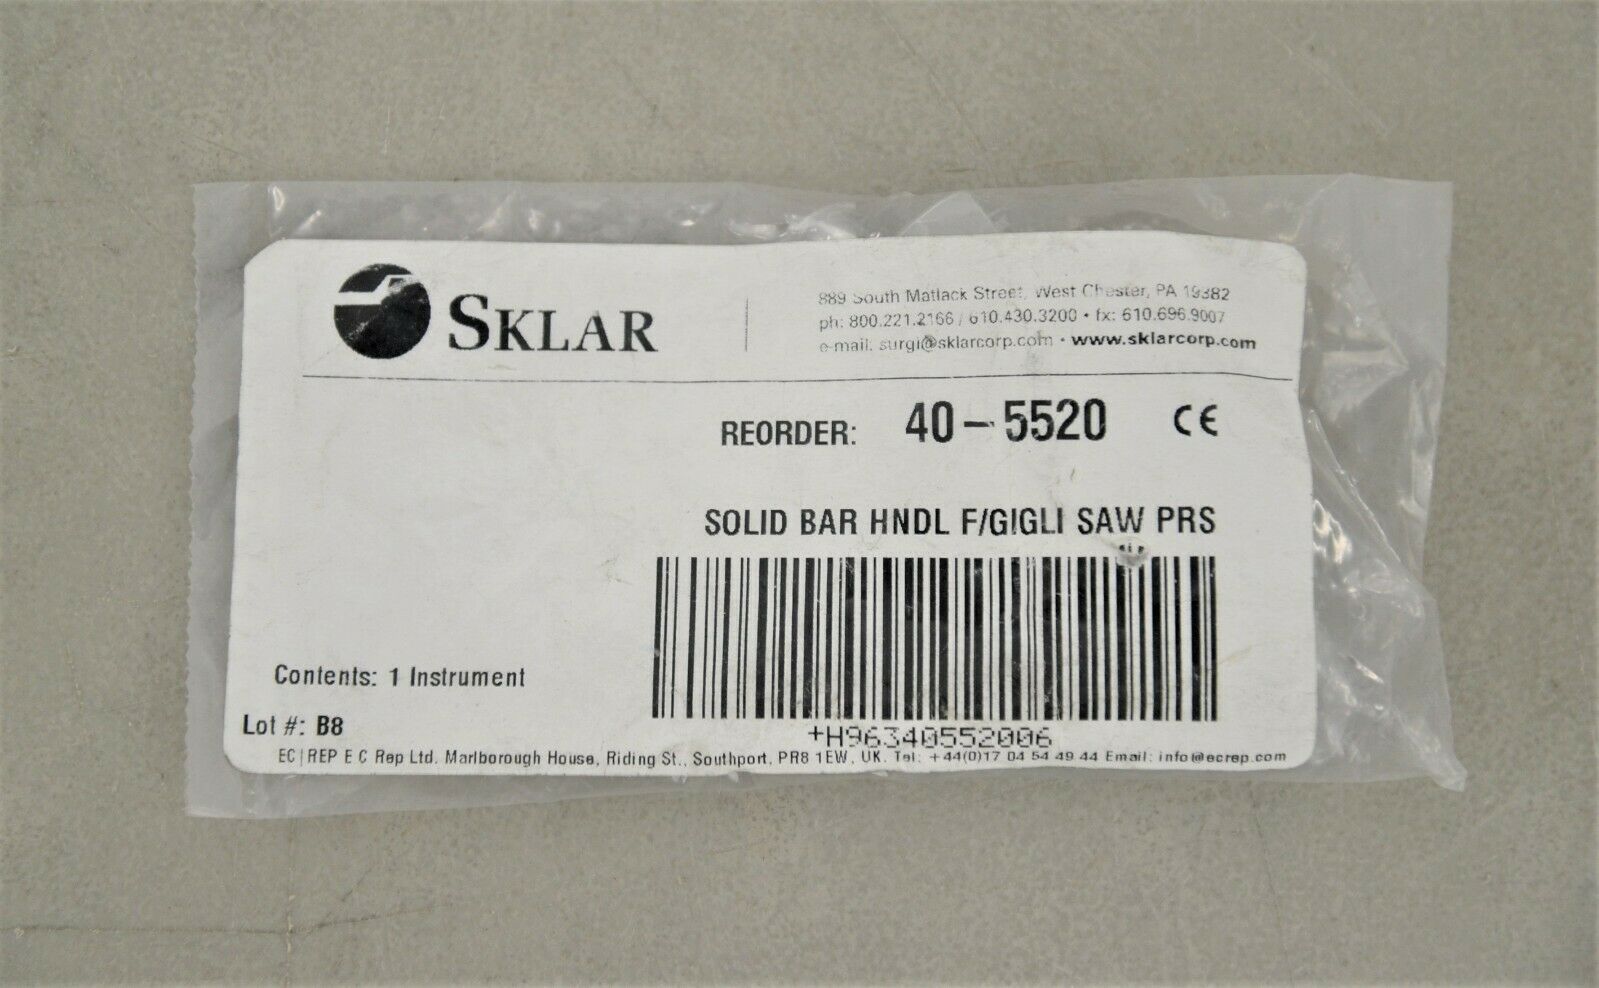 SKLAR
889 South Matlack Street, West Chester, PA 19382
ph: 800.221.2166 / 610.430.3200 • fx: 610.696.9007
e-mail: surgi@sklarcorp.com • www.sklarcorp.com
REORDER: 40-5520 CE
SOLID BAR HNDL F/GIGLI SAW PRS
Contents: 1 Instrument
Lot #: B8
+H96340552006
EC|REP E C Rep Ltd. Marlborough House, Riding St., Southport, PR8 1EW, UK. Tel: +44(0)17 04 54 49 44 Email: info@ecrep.com